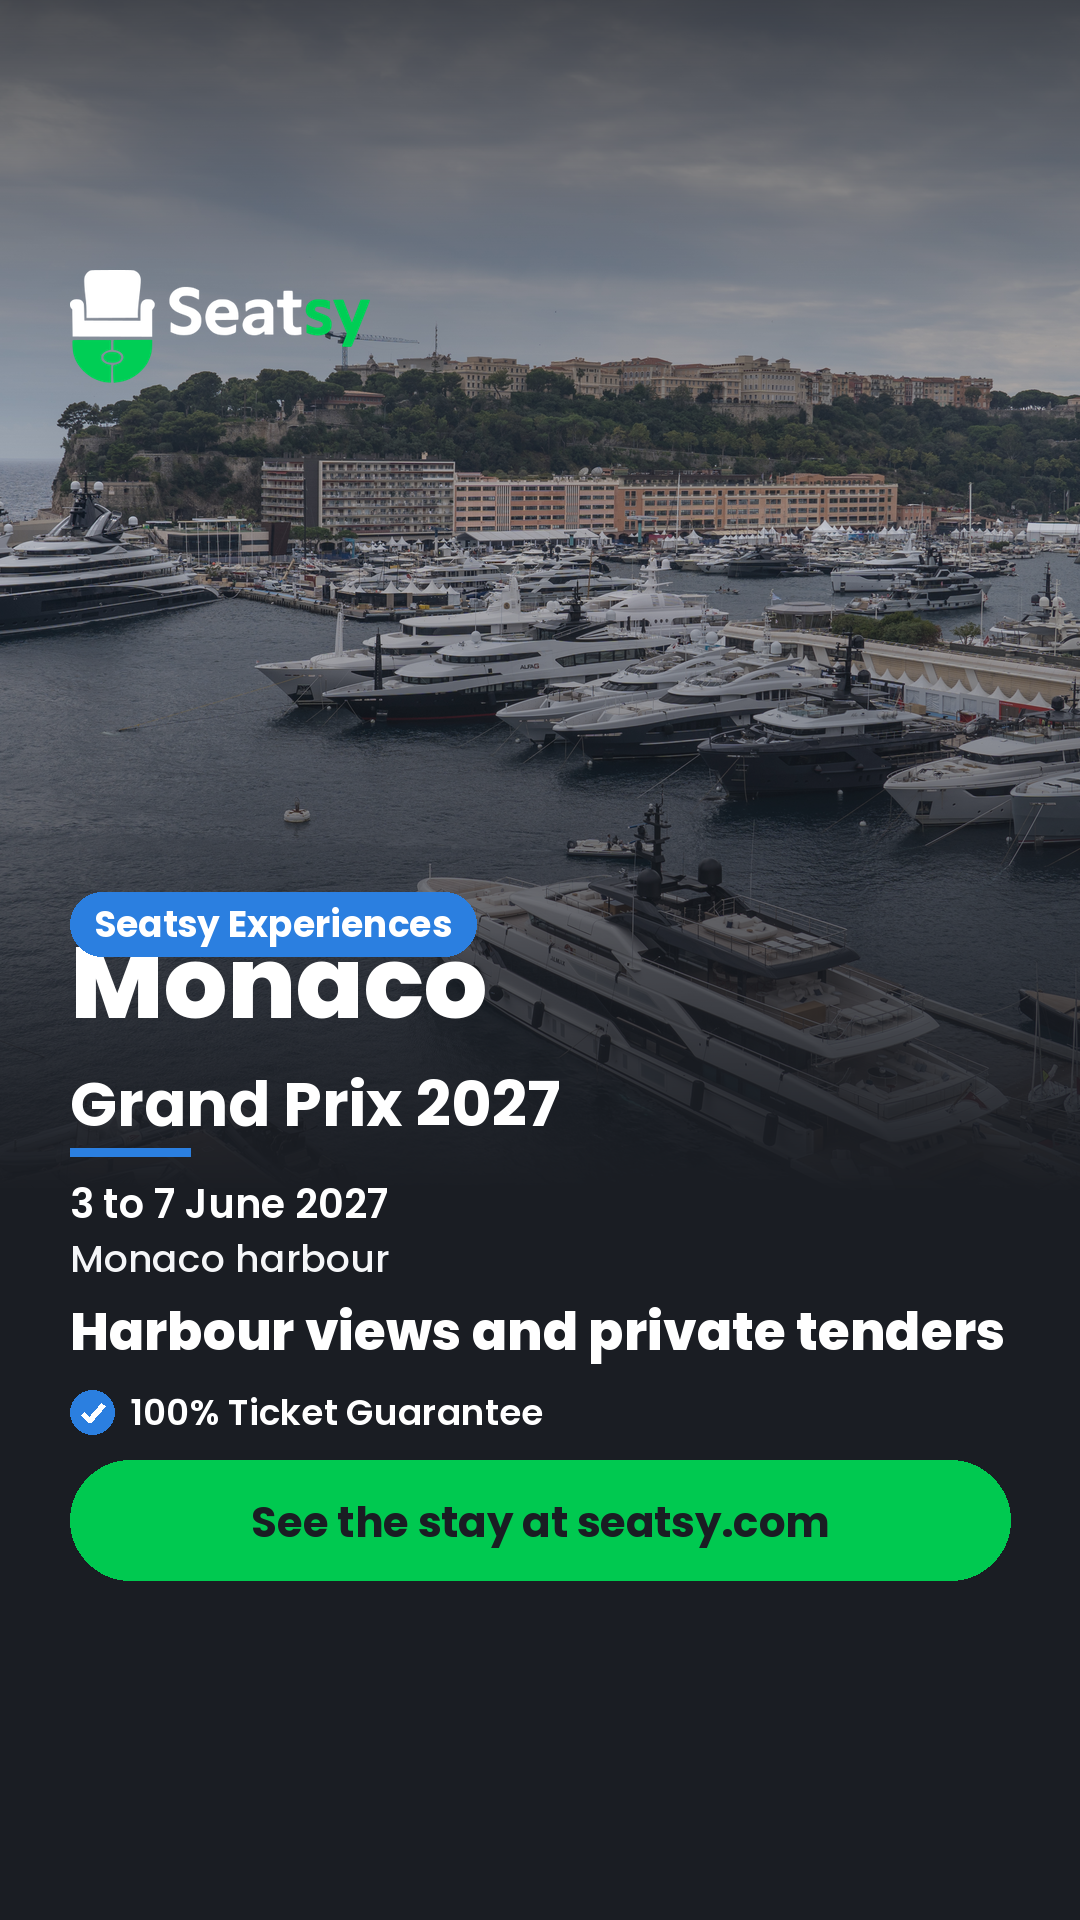 Seatsy
Seatsy Experiences
Monaco
Grand Prix 2027
3 to 7 June 2027
Monaco harbour
Harbour views and private tenders
100% Ticket Guarantee
See the stay at seatsy.com